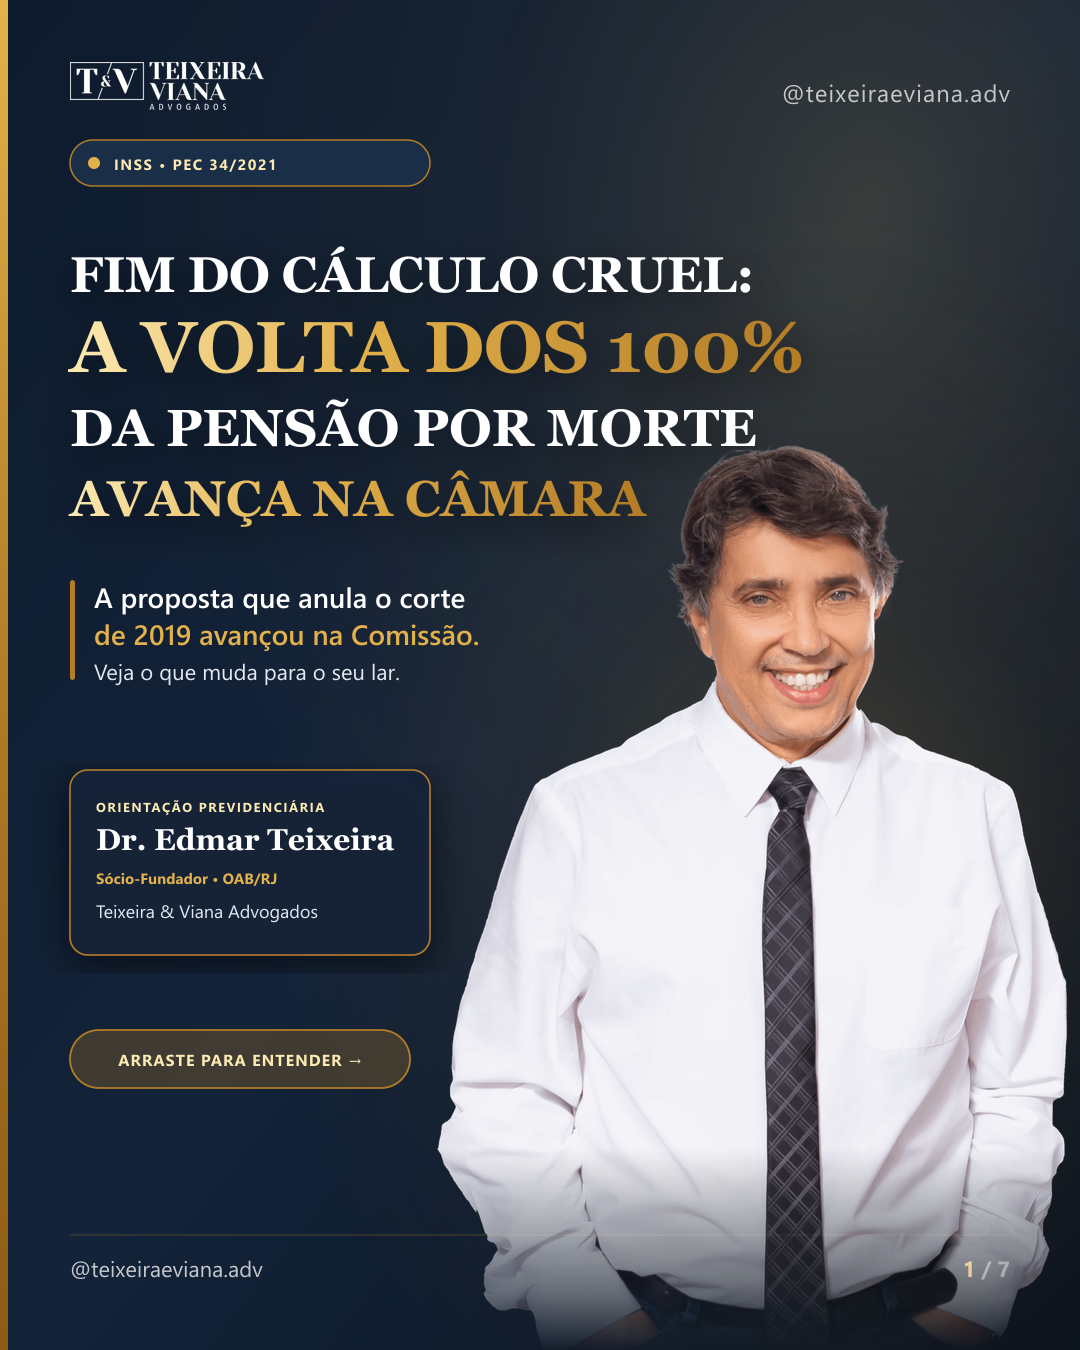 T&V TEIXEIRA
VIANA
ADVOGADOS
@teixeiraeviana.adv
INSS • PEC 34/2021
FIM DO CÁLCULO CRUEL:
A VOLTA DOS 100%
DA PENSÃO POR MORTE
AVANÇA NA CÂMARA
A proposta que anula o corte
de 2019 avançou na Comissão.
Veja o que muda para o seu lar.
ORIENTAÇÃO PREVIDENCIÁRIA
Dr. Edmar Teixeira
Sócio-Fundador • OAB/RJ
Teixeira & Viana Advogados
ARRASTE PARA ENTENDER →
@teixeiraeviana.adv
1 / 7